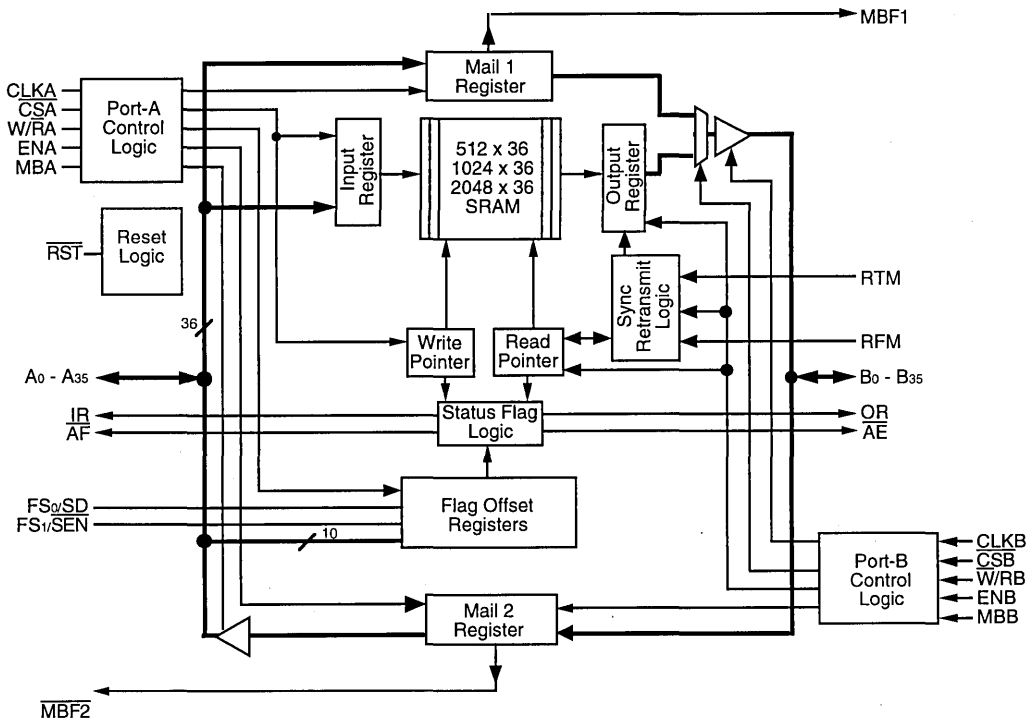 MBF1
Mail 1
Register
CLKA
CSA
W/RA
ENA
MBA
Port-A
Control
Logic
Input
Register
512 x 36
1024 x 36
2048 x 36
SRAM
Output
Register
RST
Reset
Logic
Sync
Retransmit
Logic
RTM
RFM
36
Write
Pointer
Read
Pointer
A0 - A35
B0 - B35
IR
AF
Status Flag
Logic
OR
AE
FS0/SD
FS1/SEN
Flag Offset
Registers
10
Port-B
Control
Logic
CLKB
CSB
W/RB
ENB
MBB
Mail 2
Register
MBF2